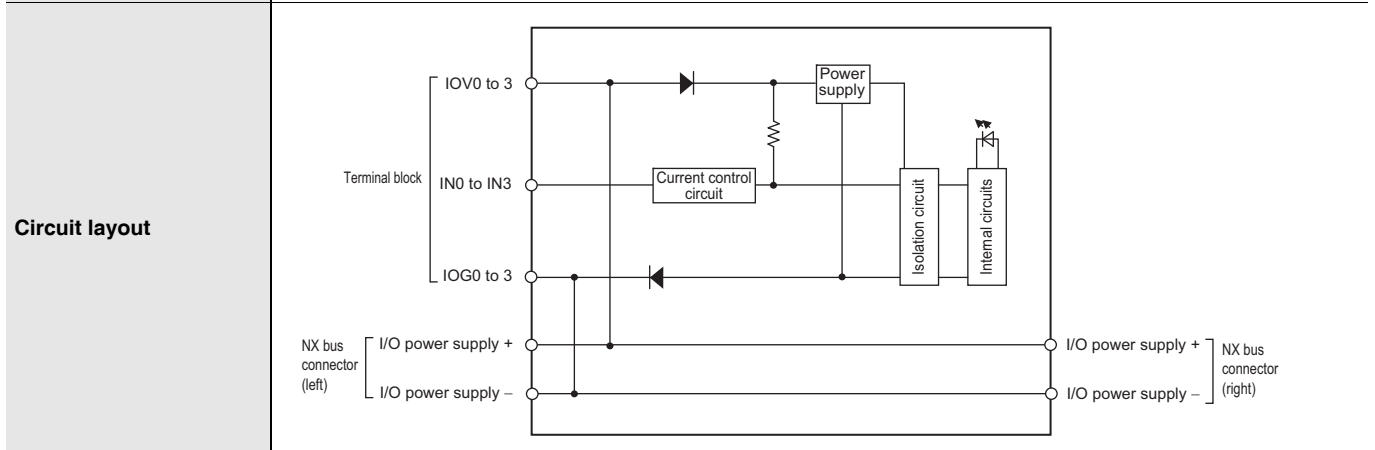 Circuit layout
Terminal block
IOV0 to 3
IN0 to IN3
IOG0 to 3
Power
supply
Current control
circuit
Isolation circuit
Internal circuits
NX bus
connector
(left)
I/O power supply +
I/O power supply –
I/O power supply +
I/O power supply –
NX bus
connector
(right)